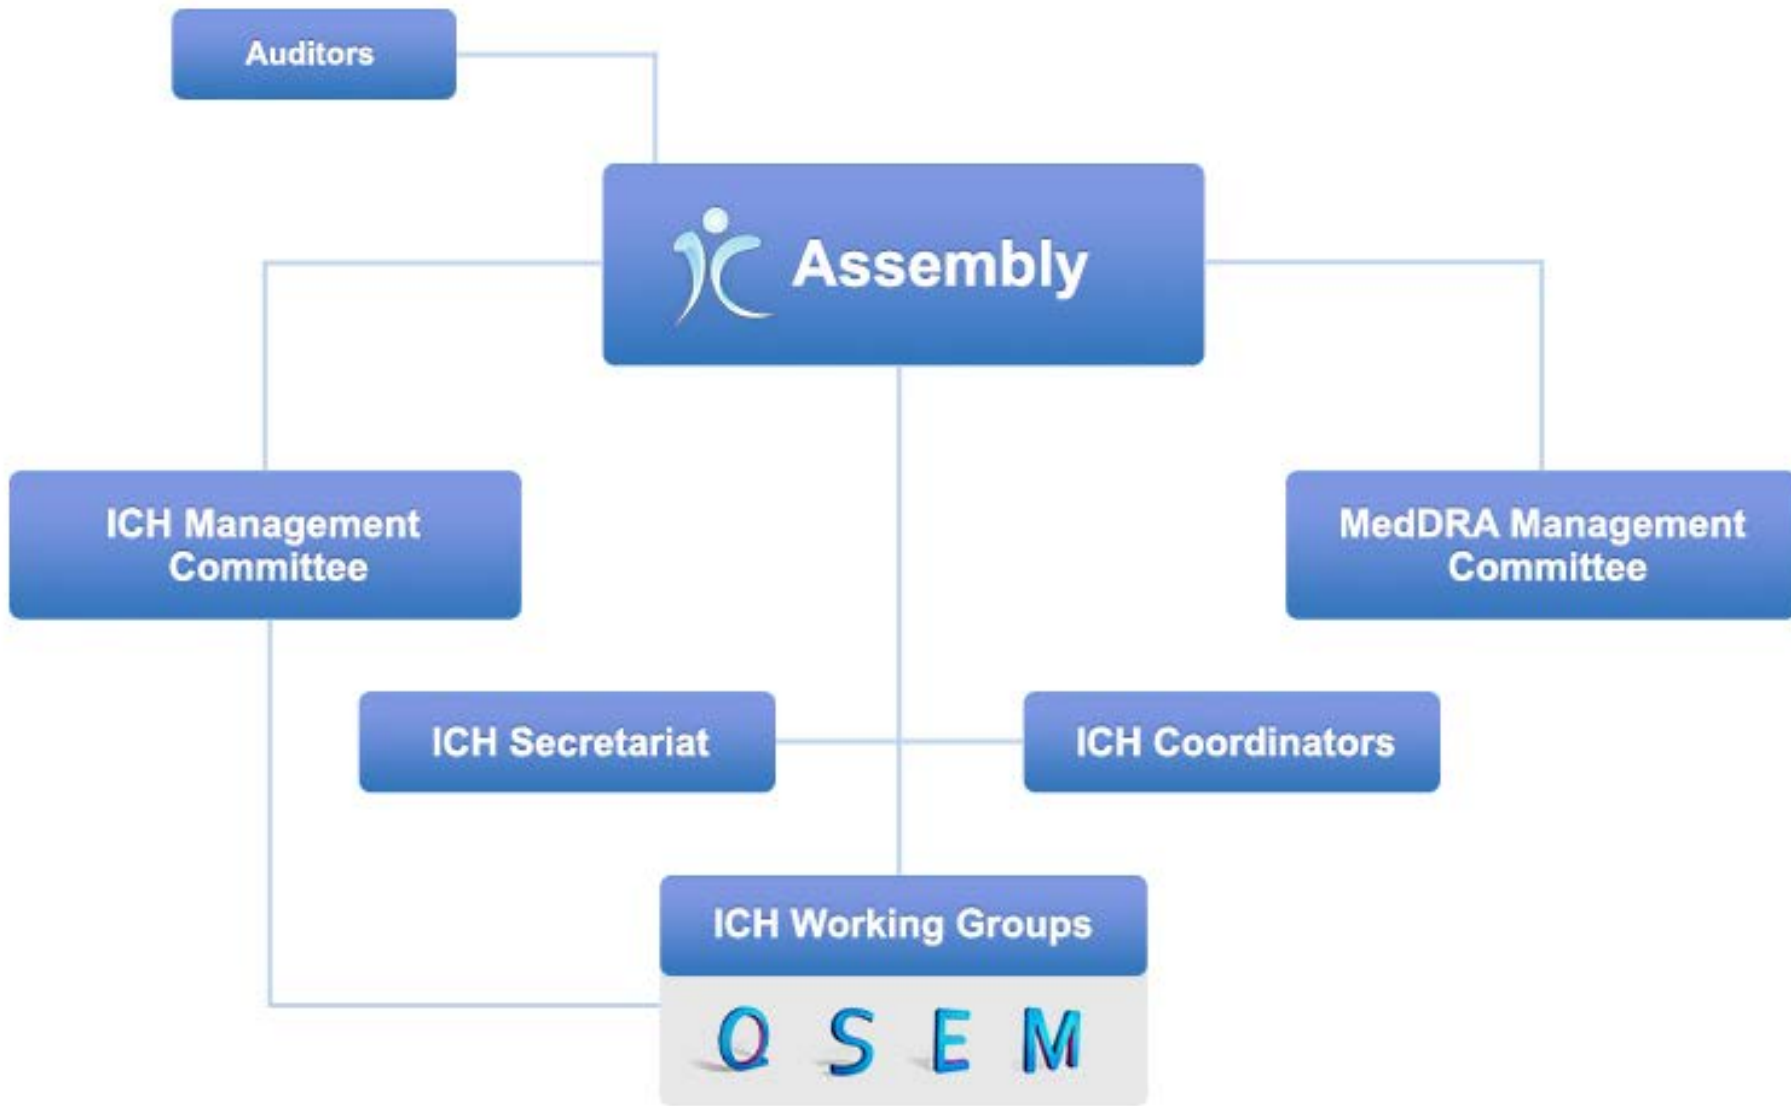 Auditors
Assembly
ICH Management
Committee
MedDRA Management
Committee
ICH Secretariat
ICH Coordinators
ICH Working Groups
Q S E M